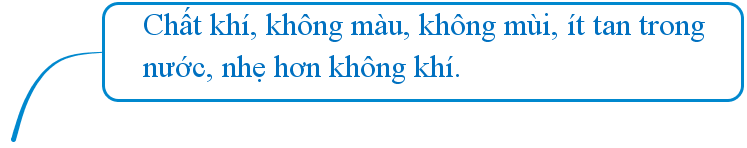 Chất khí, không màu, không mùi, ít tan trong
nước, nhẹ hơn không khí.